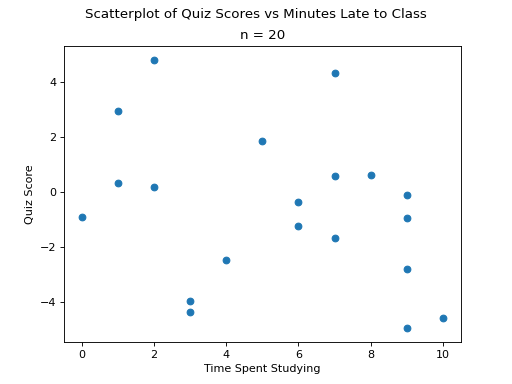 Scatterplot of Quiz Scores vs Minutes Late to Class
n = 20
4
2
0
−2
−4
Quiz Score
0 2 4 6 8 10
Time Spent Studying